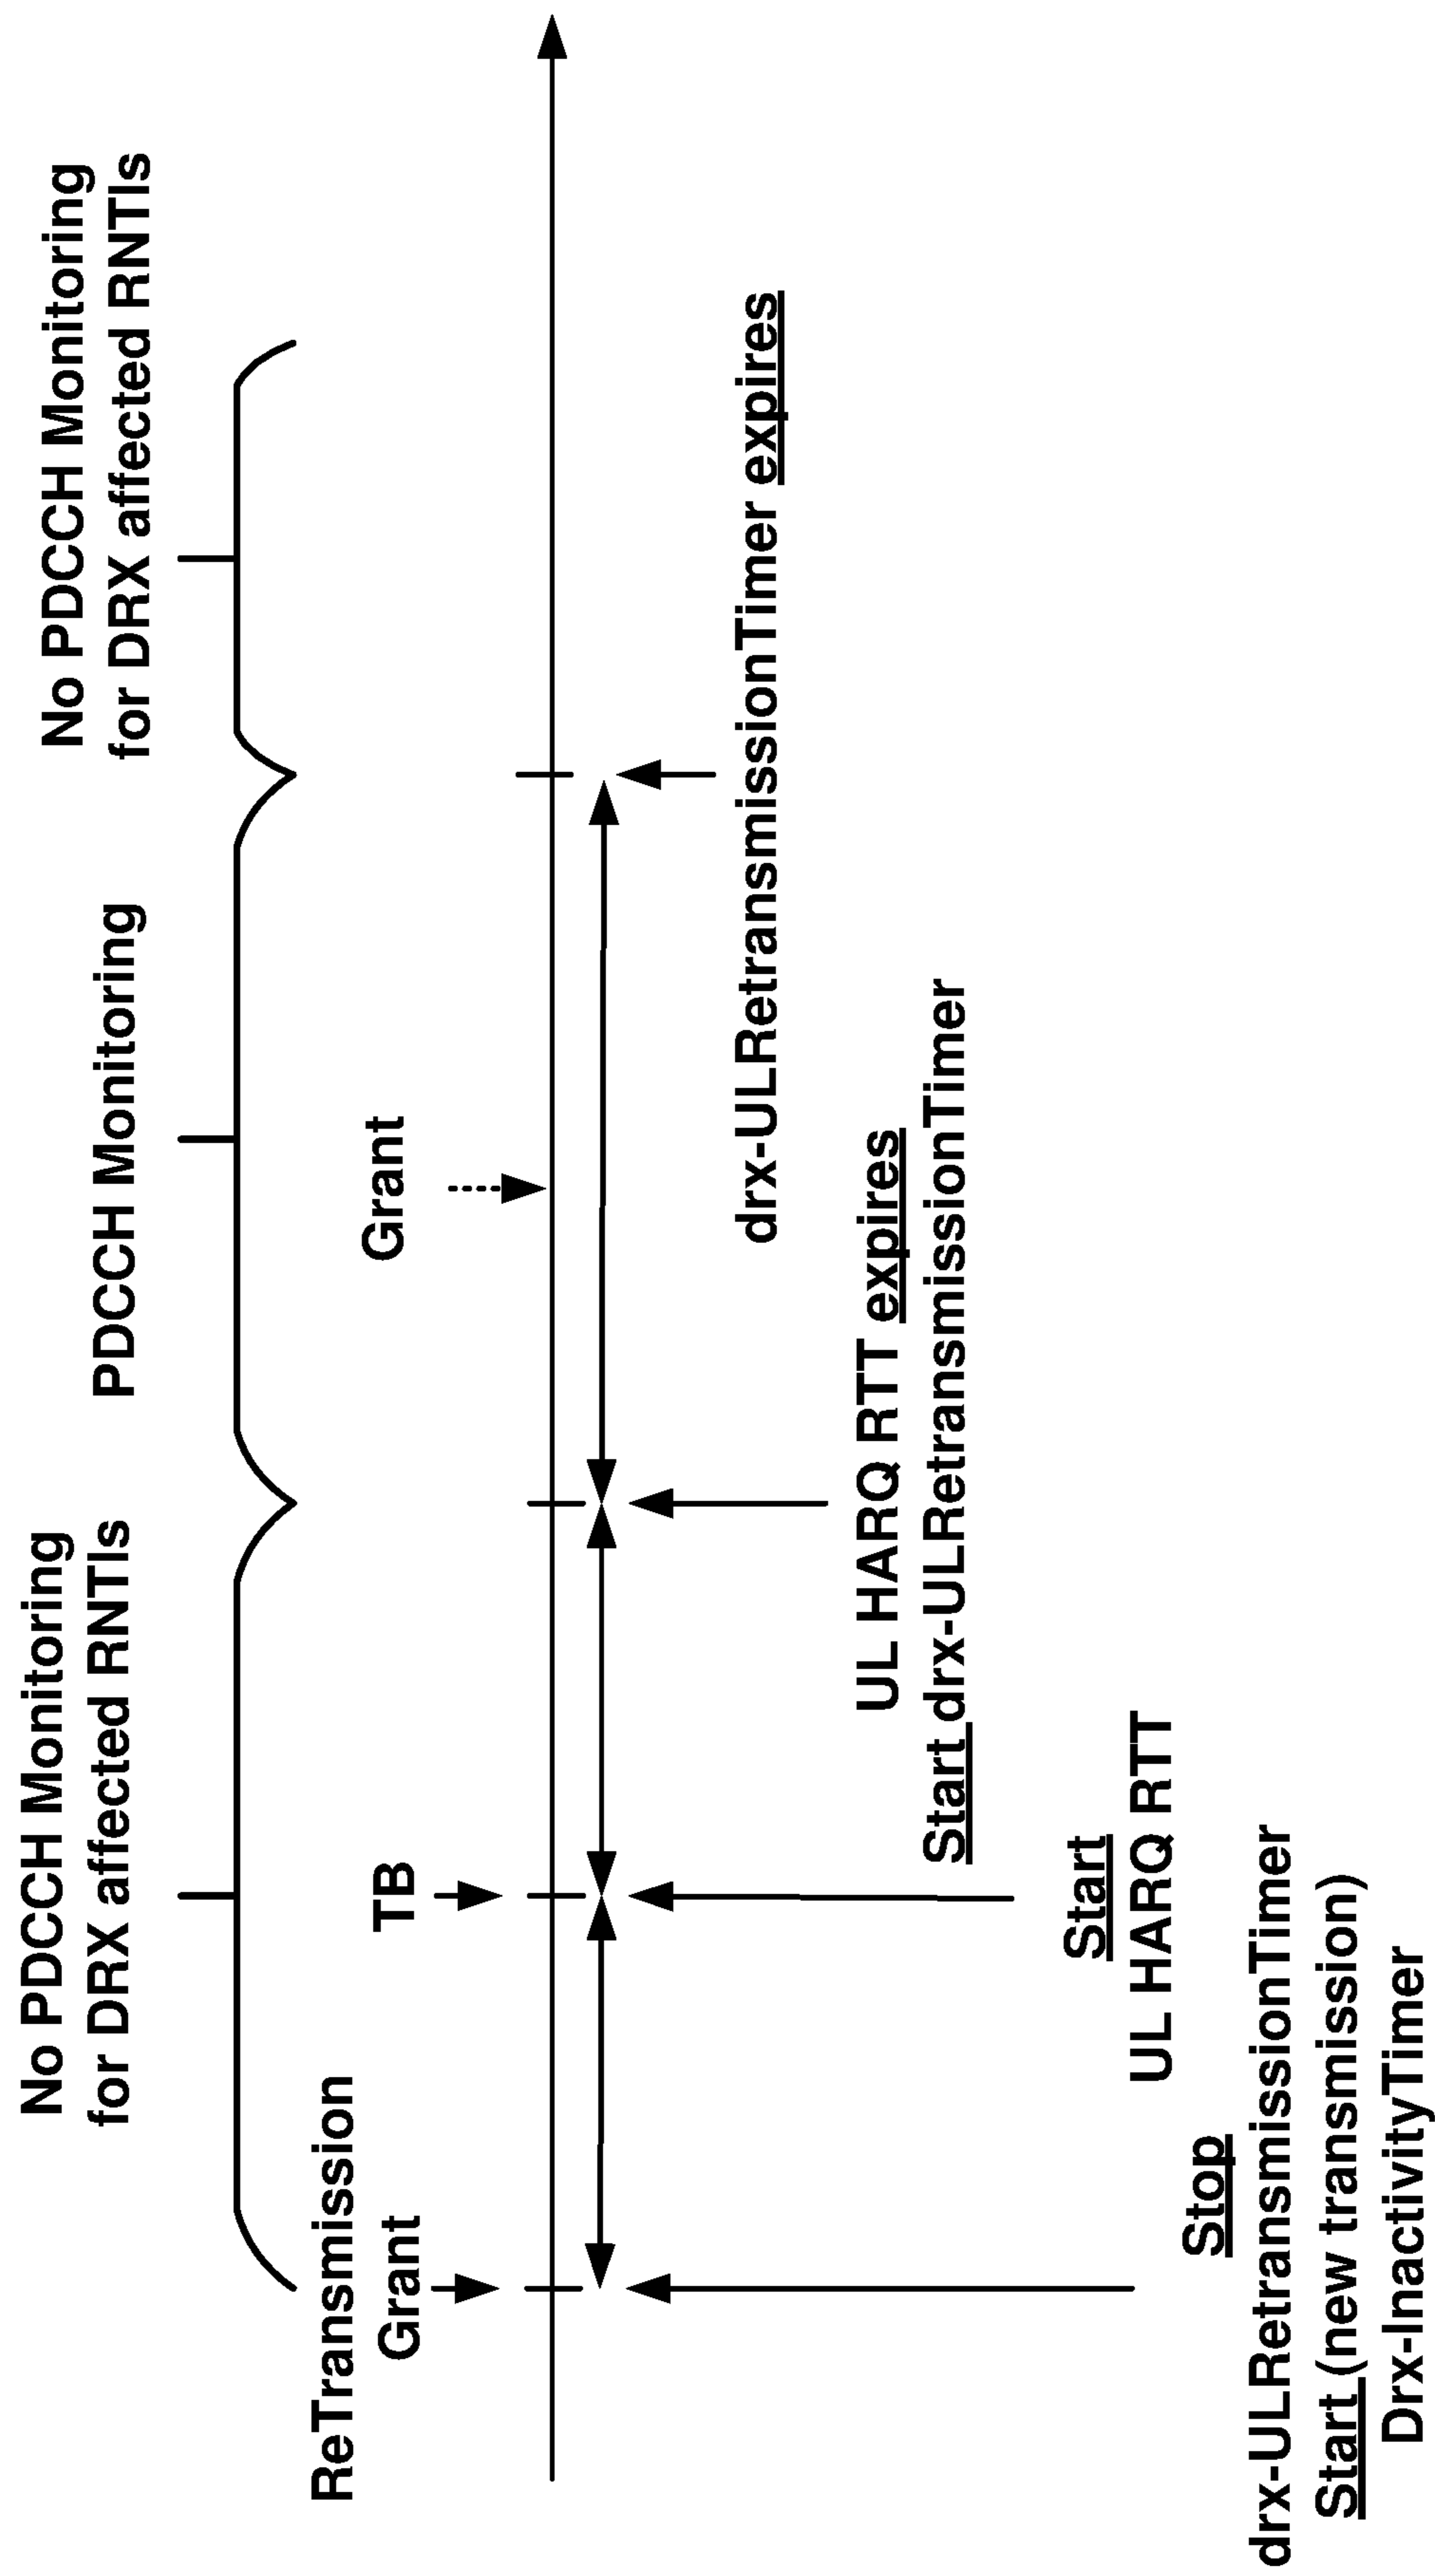 No PDCCH Monitoring
for DRX affected RNTIs
PDCCH Monitoring
No PDCCH Monitoring
for DRX affected RNTIs
ReTransmission
Grant
TB
Grant
drx-ULRetransmissionTimer expires
UL HARQ RTT expires
Start drx-ULRetransmissionTimer
Start
UL HARQ RTT
Stop
drx-ULRetransmissionTimer
Start (new transmission)
Drx-InactivityTimer